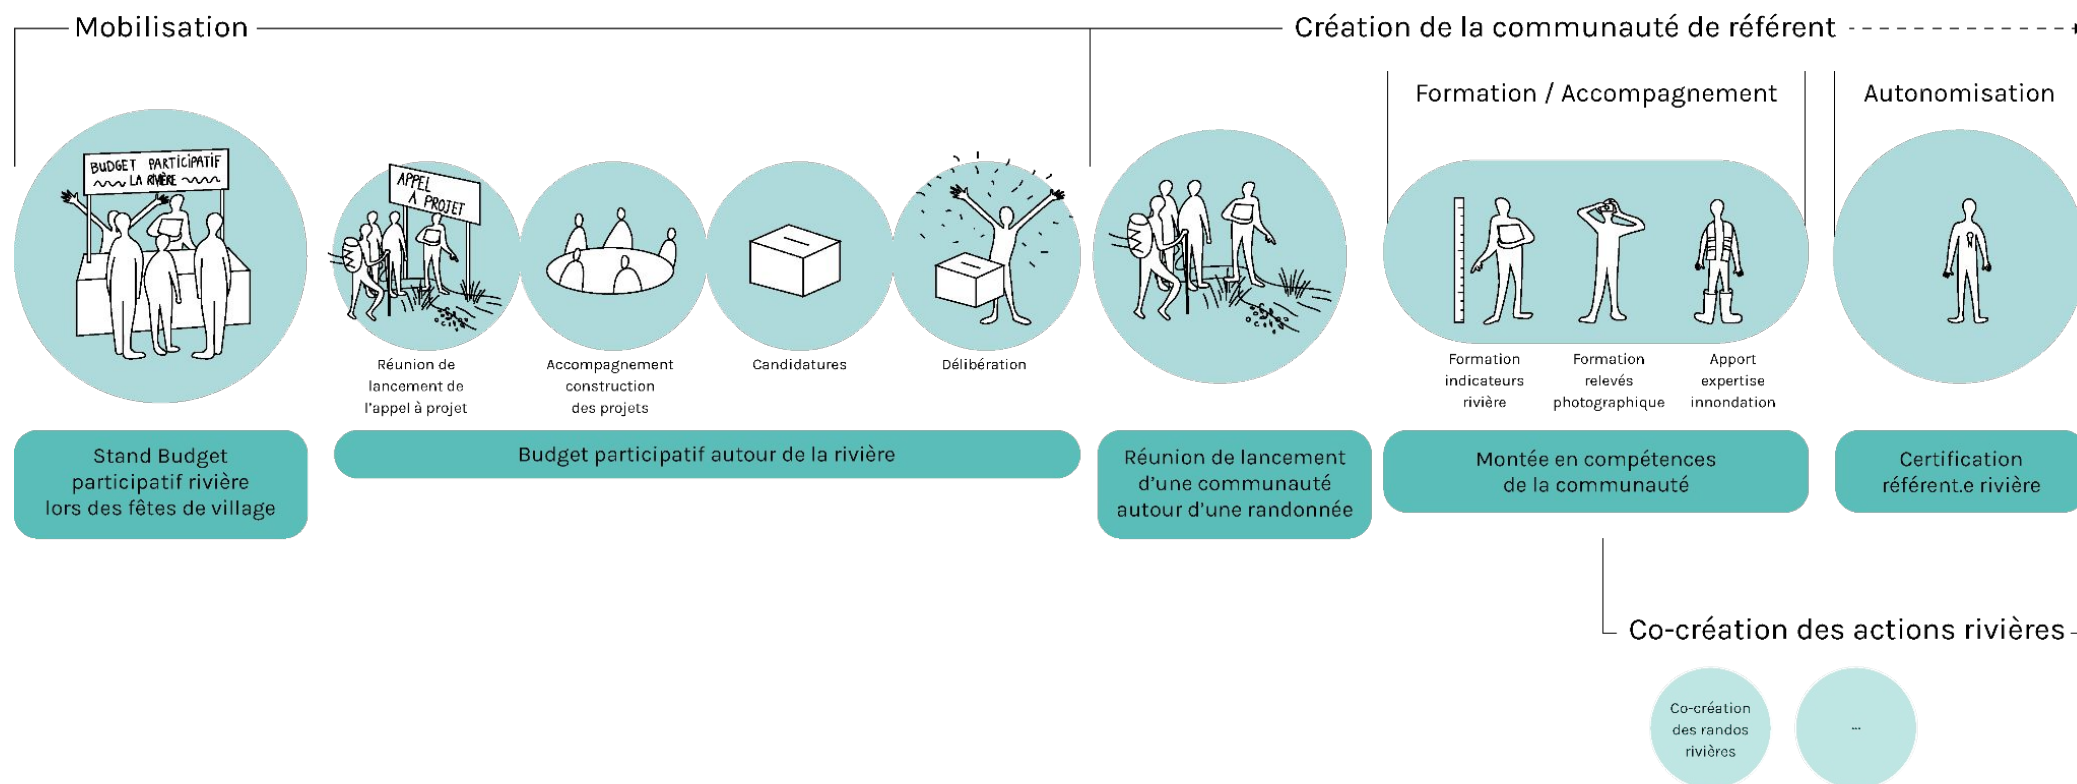 Mobilisation
Création de la communauté de référent
Formation / Accompagnement
Autonomisation
BUDGET PARTICIPATIF
LA RIVIÈRE
APPEL
À PROJET
Réunion de
lancement de
l'appel à projet
Accompagnement
construction
des projets
Candidatures
Délibération
Formation
indicateurs
rivière
Formation
relevés
photographique
Apport
expertise
innondation
Stand Budget
participatif rivière
lors des fêtes de village
Budget participatif autour de la rivière
Réunion de lancement
d'une communauté
autour d'une randonnée
Montée en compétences
de la communauté
Certification
référent.e rivière
Co-création des actions rivières
Co-création
des randos
rivières
...